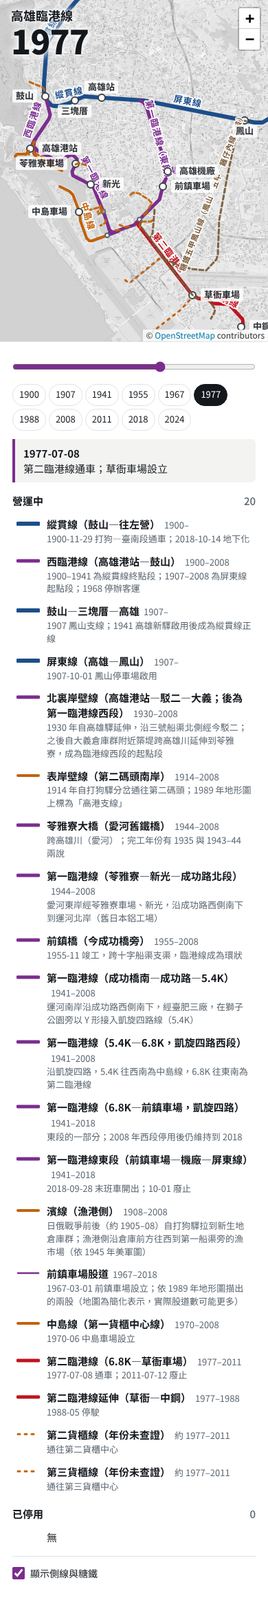 高雄臨港線
1977
+
−
鼓山
縱貫線
高雄站
三塊厝
屏東線
鳳山
西臨港線
高雄港站
苓雅寮車場
高雄機廠
前鎮車場
新光
中島車場
中島線
草衙車場
© OpenStreetMap contributors
1900
1907
1941
1955
1967
1977
1988
2008
2011
2018
2024
1977-07-08
第二臨港線通車；草衙車場設立
營運中 20
縱貫線（鼓山—往左營） 1900–
1900-11-29 打狗—臺南段通車；2018-10-14 地下化
西臨港線（高雄港站—鼓山） 1900–2008
1900–1941 為縱貫線終點段；1907–2008 為屏東線
起點段；1968 停辦客運
鼓山—三塊厝—高雄 1907–
1907 鳳山支線；1941 高雄新驛啟用後成為縱貫線正
線
屏東線（高雄—鳳山） 1907–
1907-10-01 鳳山停車場啟用
北裏岸壁線（高雄港站—駁二—大義；後為
第一臨港線西段） 1930–2008
1930 年自高雄驛延伸，沿三號船渠北側經今駁二；
之後自大義倉庫群附近築堤跨高雄川延伸到苓雅
寮，成為臨港線西段的起點段
表岸壁線（第二碼頭南岸） 1914–2008
1914 年自打狗驛分岔通往第二碼頭；1989 年地形圖
上標為「高港支線」
苓雅寮大橋（愛河舊鐵橋） 1944–2008
跨高雄川（愛河）；完工年份有 1935 與 1943–44
兩說
第一臨港線（苓雅寮—新光—成功路北段）
1944–2008
愛河東岸經苓雅寮車場、新光，沿成功路西側南下
到運河北岸（舊日本鋁工場）
前鎮橋（今成功橋旁） 1955–2008
1955-11 竣工，跨十字船渠支渠，臨港線成為環狀
第一臨港線（成功橋南—成功路—5.4K）
1941–2008
運河南岸沿成功路西側南下，經臺肥三廠，在獅子
公園旁以 Y 形接入凱旋四路線（5.4K）
第一臨港線（5.4K—6.8K，凱旋四路西段）
1941–2008
沿凱旋四路，5.4K 往西南為中島線，6.8K 往東南為
第二臨港線
第一臨港線（6.8K—前鎮車場，凱旋四路）
1941–2018
東段的一部分；2008 年西段停用後仍維持到 2018
第一臨港線東段（前鎮車場—機廠—屏東線）
1941–2018
2018-09-28 末班車開出；10-01 廢止
濱線（漁港側） 1908–2008
日俄戰爭前後（約 1905–08）自打狗驛拉到新生地
倉庫群；漁港側沿倉庫前方往西到第一船渠旁的漁
市場（依 1945 年美軍圖）
前鎮車場股道 1967–2018
1967-03-01 前鎮車場設立；依 1989 年地形圖描出
的兩股（地圖為簡化表示，實際股道數可能更多）
中島線（第一貨櫃中心線） 1970–2008
1970-06 中島車場設立
第二臨港線（6.8K—草衙車場） 1977–2011
1977-07-08 通車；2011-07-12 廢止
第二臨港線延伸（草衙—中鋼） 1977–1988
1988-05 停駛
第二貨櫃線（年份未查證） 約 1977–2011
通往第二貨櫃中心
第三貨櫃線（年份未查證） 約 1977–2011
通往第三貨櫃中心
已停用 0
無
顯示側線與糖鐵